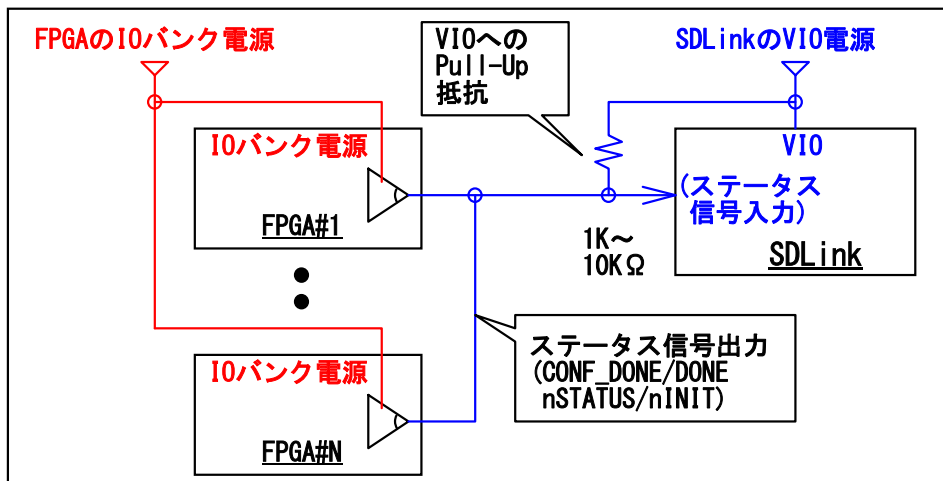 FPGAのIOバンク電源
VIOへの
Pull-Up
抵抗
SDLinkのVIO電源
IOバンク電源
FPGA#1
VIO
(ステータス
信号入力)
SDLink
1K～
10KΩ
ステータス信号出力
(CONF_DONE/DONE
nSTATUS/nINIT)
IOバンク電源
FPGA#N